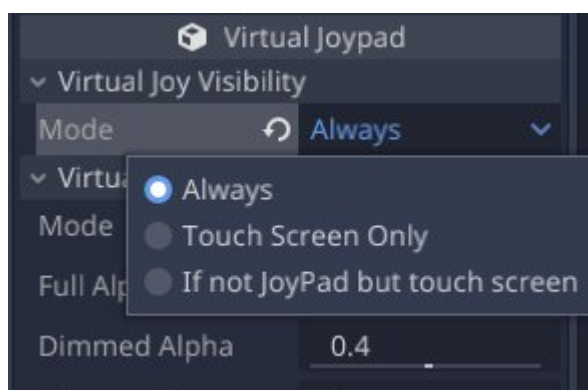 Virtual Joypad
Virtual Joy Visibility
Mode Always
Always
Mode
Touch Screen Only
If not JoyPad but touch screen
Dimmed Alpha 0.4